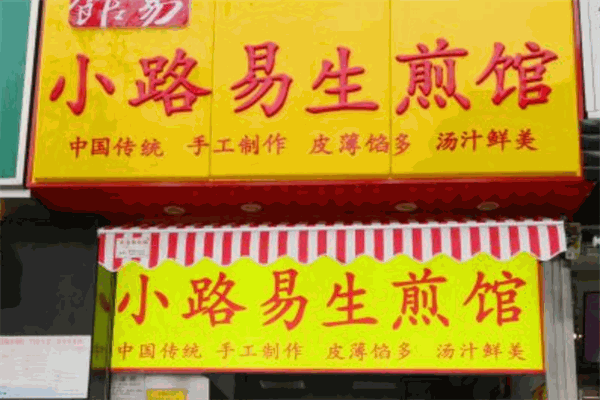 小路易生煎馆
中国传统 手工制作 皮薄馅多 汤汁鲜美
小路易生煎馆
中国传统 手工制作 皮薄馅多 汤汁鲜美